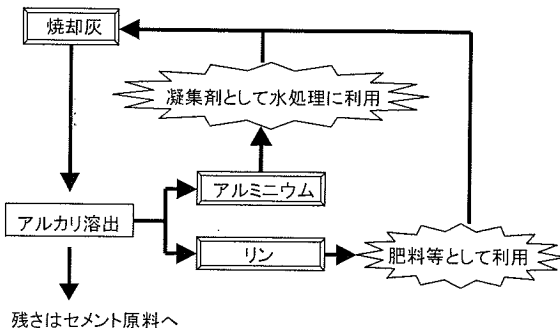 焼却灰
凝集剤として水処理に利用
アルミニウム
アルカリ溶出
リン
肥料等として利用
残さはセメント原料へ